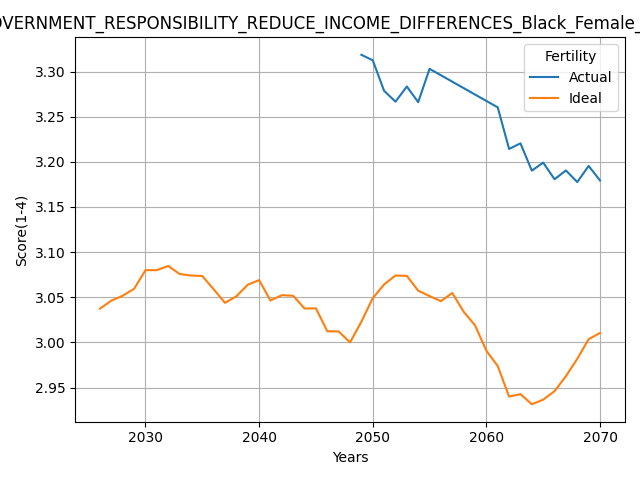 OVERNMENT_RESPONSIBILITY_REDUCE_INCOME_DIFFERENCES_Black_Female_
Fertility
Actual
Ideal
3.30
3.25
3.20
3.15
3.10
3.05
3.00
2.95
Score(1-4)
2030 2040 2050 2060 2070
Years